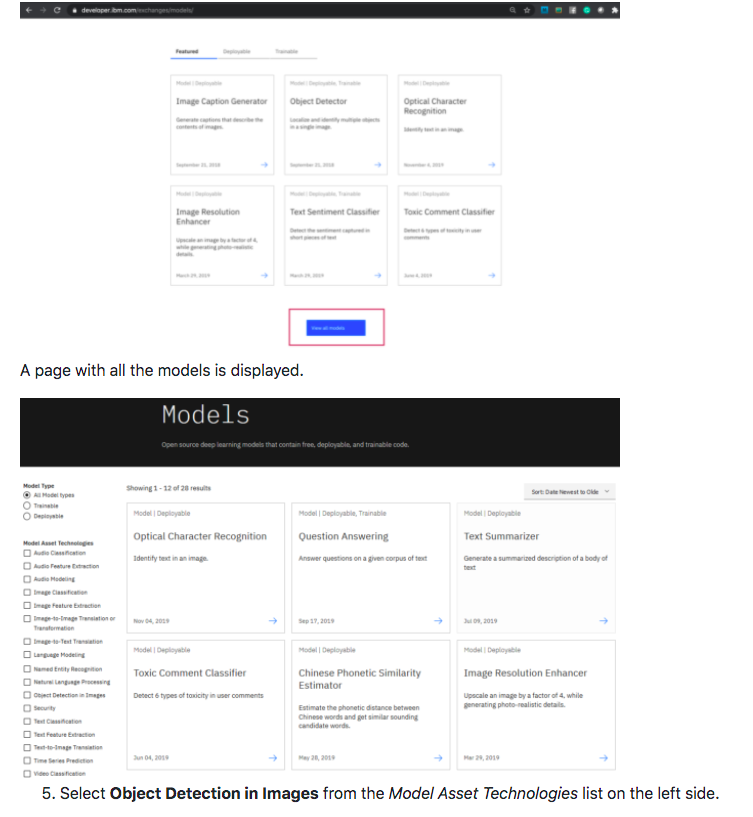 developer.ibm.com/exchanges/models/
Featured Deployable Trainable
Model | Deployable
Image Caption Generator
Generate captions that describe the
contents of images.
September 21, 2018
Model | Deployable, Trainable
Object Detector
Localize and identify multiple objects
in a single image.
September 21, 2018
Model | Deployable
Optical Character
Recognition
Identify text in an image.
November 4, 2019
Model | Deployable
Image Resolution
Enhancer
Upscale an image by a factor of 4,
while generating photo-realistic
details.
March 29, 2019
Model | Deployable, Trainable
Text Sentiment Classifier
Detect the sentiment captured in
short pieces of text
March 29, 2019
Model | Deployable
Toxic Comment Classifier
Detect 6 types of toxicity in user
comments
June 4, 2019
View all models
A page with all the models is displayed.
Models
Open source deep learning models that contain free, deployable, and trainable code.
Model Type
All Model types
Trainable
Deployable
Model Asset Technologies
Audio Classification
Audio Feature Extraction
Audio Modeling
Image Classification
Image Feature Extraction
Image-to-Image Translation or
Transformation
Image-to-Text Translation
Language Modeling
Named Entity Recognition
Natural Language Processing
Object Detection in Images
Security
Text Classification
Text Feature Extraction
Text-to-Image Translation
Time Series Prediction
Video Classification
Showing 1 - 12 of 28 results
Sort: Date Newest to Olde
Model | Deployable
Optical Character Recognition
Identify text in an image.
Nov 04, 2019
Model | Deployable, Trainable
Question Answering
Answer questions on a given corpus of text
Sep 17, 2019
Model | Deployable
Text Summarizer
Generate a summarized description of a body of
text
Jul 09, 2019
Model | Deployable
Toxic Comment Classifier
Detect 6 types of toxicity in user comments
Jun 04, 2019
Model | Deployable
Chinese Phonetic Similarity
Estimator
Estimate the phonetic distance between
Chinese words and get similar sounding
candidate words.
May 28, 2019
Model | Deployable
Image Resolution Enhancer
Upscale an image by a factor of 4, while
generating photo-realistic details.
Mar 29, 2019
5. Select Object Detection in Images from the Model Asset Technologies list on the left side.